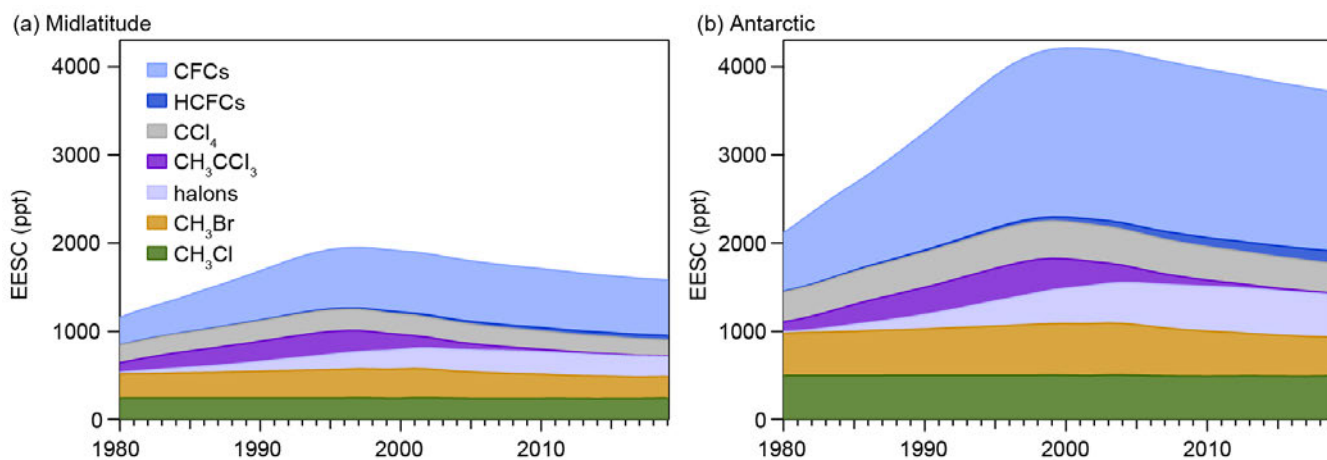 (a) Midlatitude
EESC (ppt)
4000
3000
2000
1000
0
CFCs
HCFCs
CCl₄
CH₃CCl₃
halons
CH₃Br
CH₃Cl
1980 1990 2000 2010
(b) Antarctic
EESC (ppt)
4000
3000
2000
1000
0
1980 1990 2000 2010